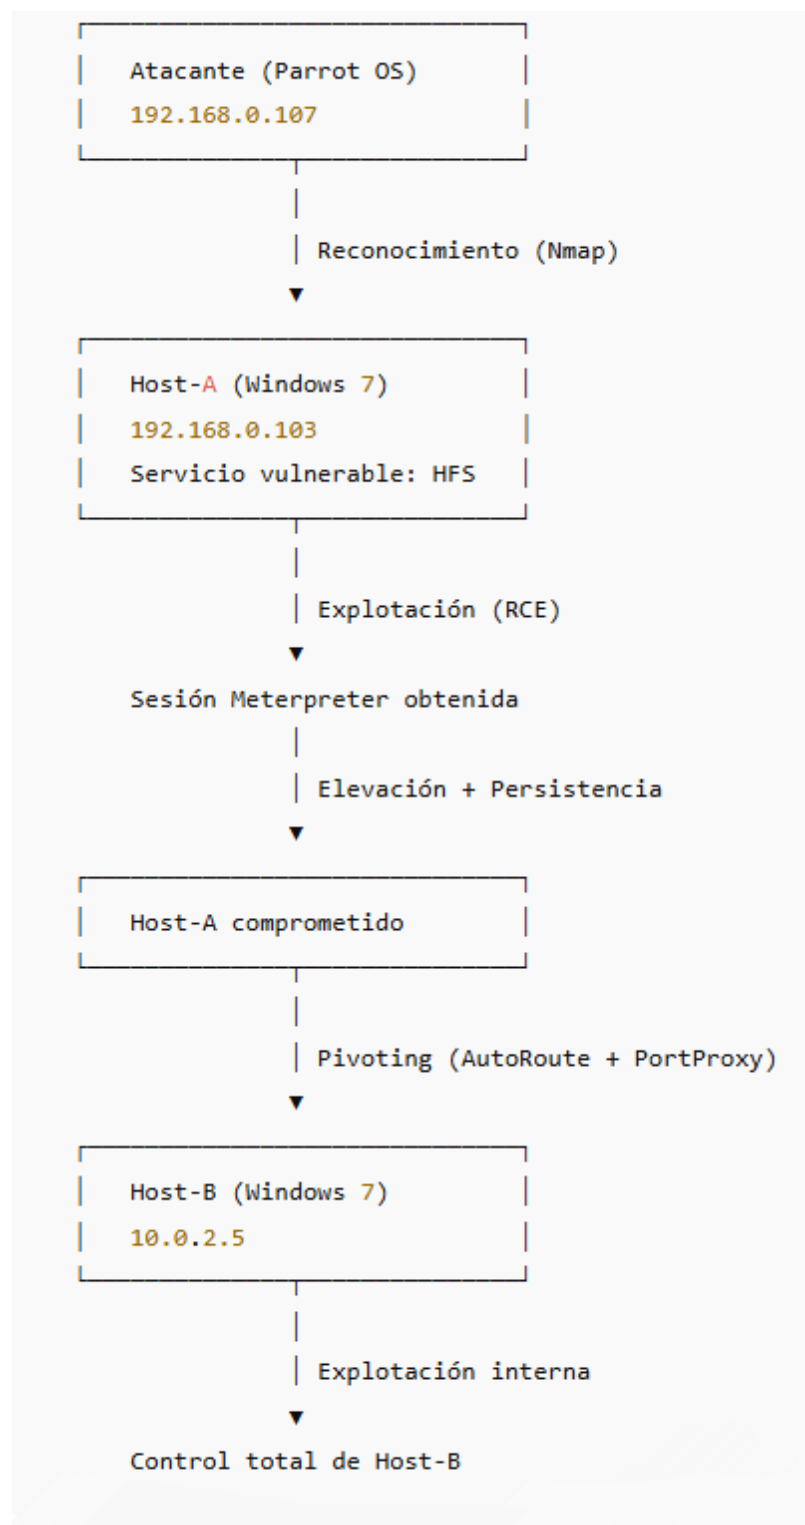 Atacante (Parrot OS)
192.168.0.107
Reconocimiento (Nmap)
Host-A (Windows 7)
192.168.0.103
Servicio vulnerable: HFS
Explotación (RCE)
Sesión Meterpreter obtenida
Elevación + Persistencia
Host-A comprometido
Pivoting (AutoRoute + PortProxy)
Host-B (Windows 7)
10.0.2.5
Explotación interna
Control total de Host-B